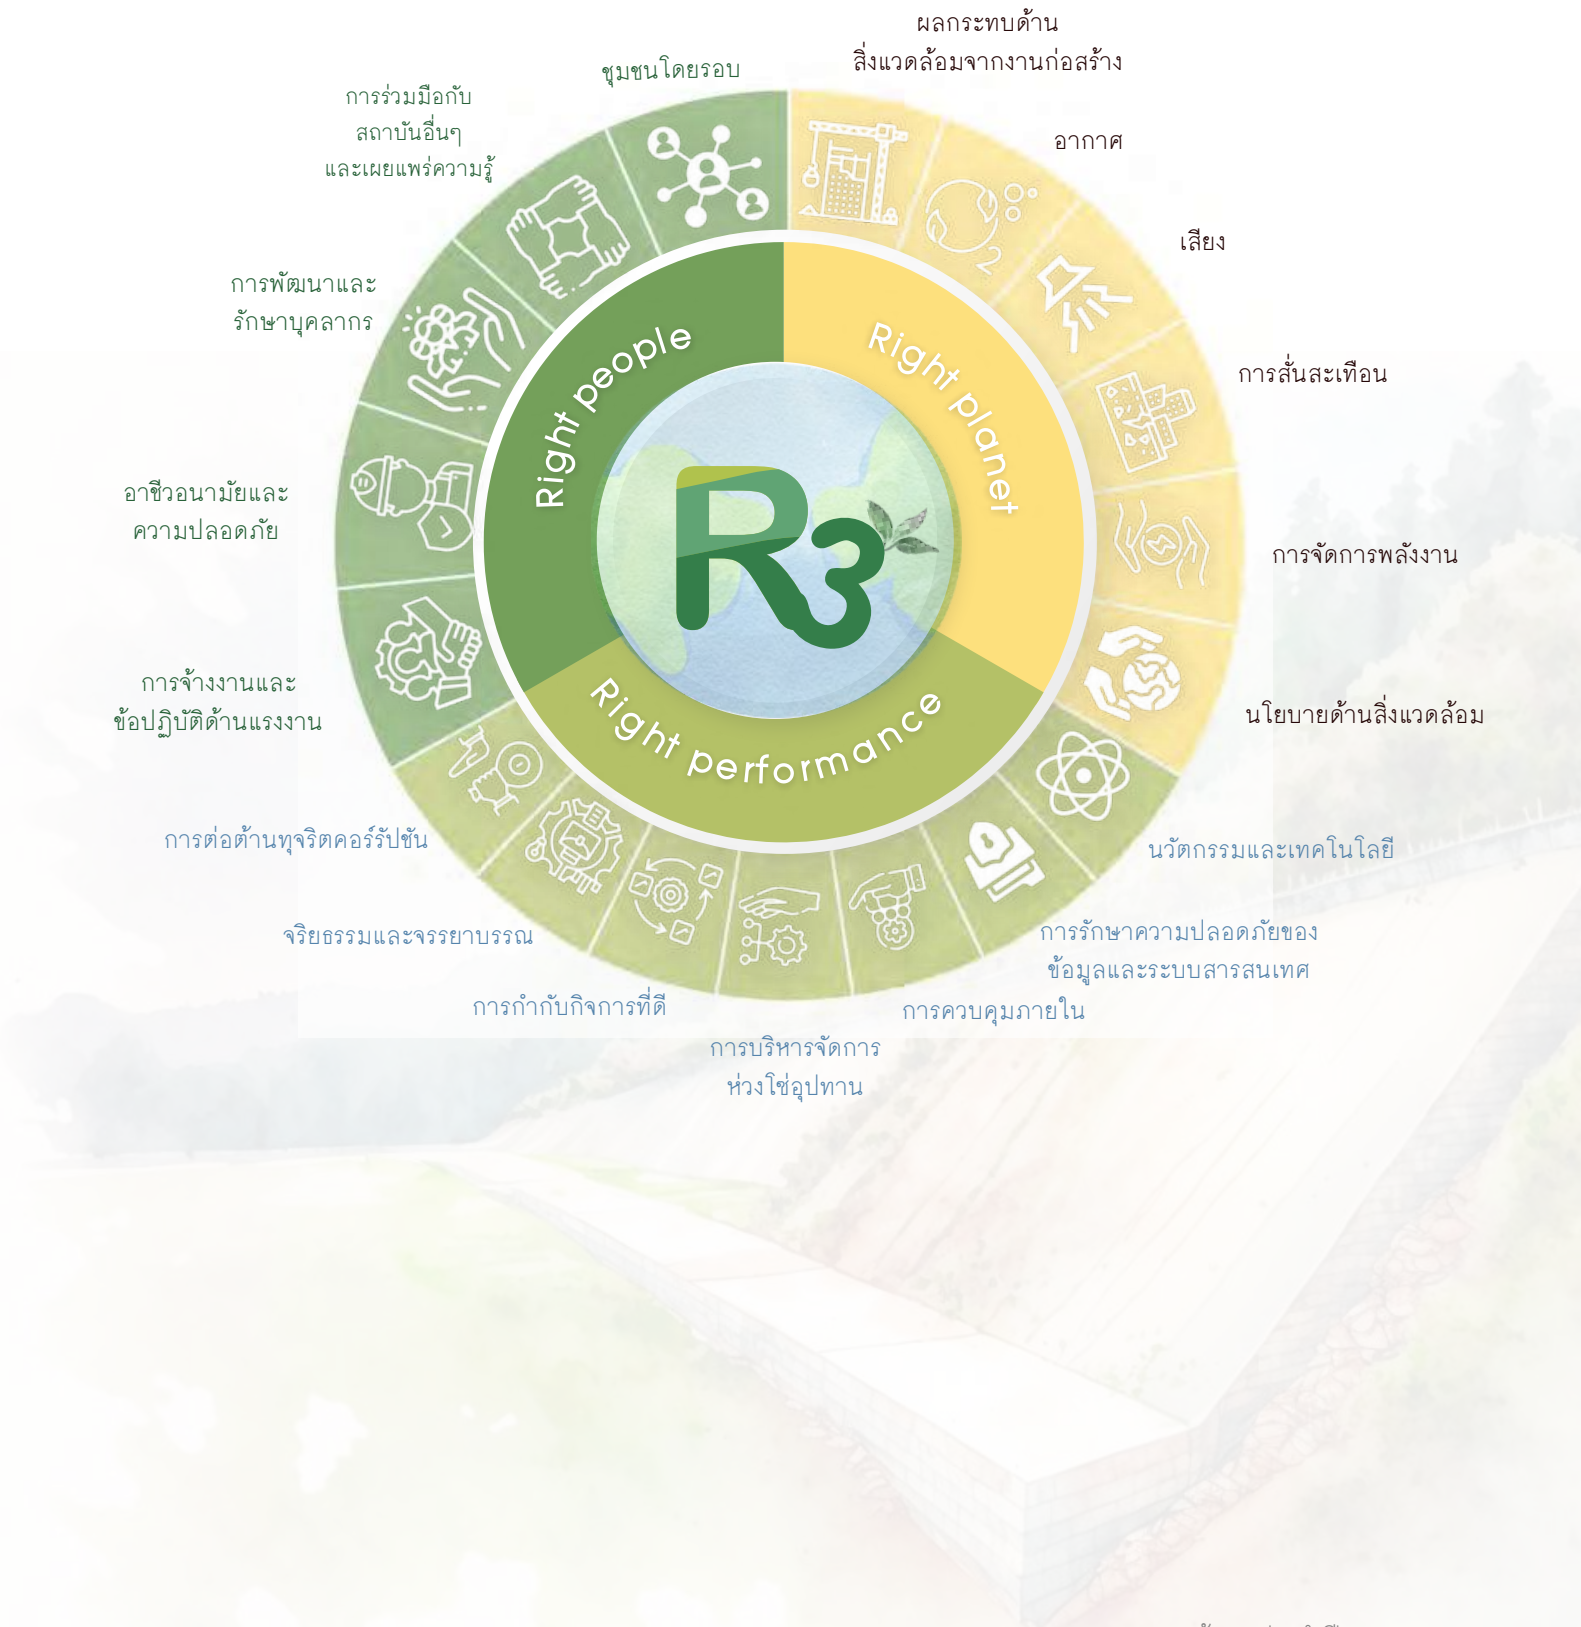 ผลกระทบด้าน
สิ่งแวดล้อมจากงานก่อสร้าง
ชุมชนโดยรอบ
การร่วมมือกับ
สถาบันอื่นๆ
และเผยแพร่ความรู้
อากาศ
เสียง
การพัฒนาและ
รักษาบุคลากร
การสั่นสะเทือน
Right people
Right planet
R3
อาชีวอนามัยและ
ความปลอดภัย
การจัดการพลังงาน
การจ้างงานและ
ข้อปฏิบัติด้านแรงงาน
นโยบายด้านสิ่งแวดล้อม
Right performance
การต่อต้านทุจริตคอร์รัปชัน
นวัตกรรมและเทคโนโลยี
จริยธรรมและจรรยาบรรณ
การรักษาความปลอดภัยของ
ข้อมูลและระบบสารสนเทศ
การกำกับกิจการที่ดี
การควบคุมภายใน
การบริหารจัดการ
ห่วงโซ่อุปทาน